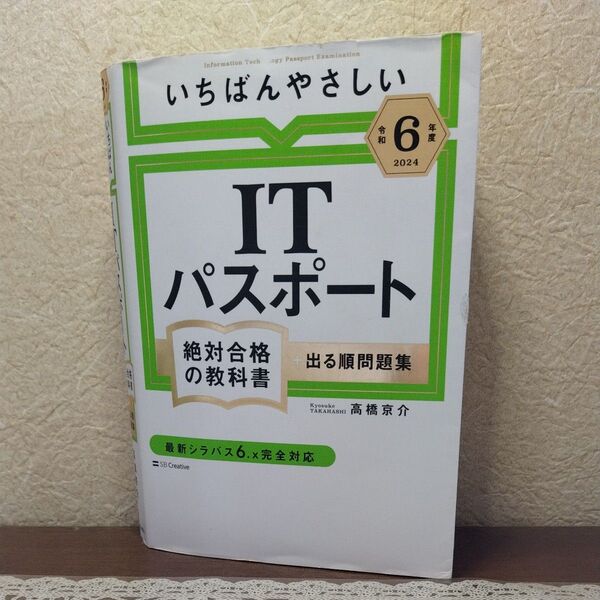 Information Technology Passport Examination
いちばんやさしい
令和
6
年度
2024
IT
パスポート
絶対合格
の教科書
+出る順問題集
Kyosuke
TAKAHASHI
高橋京介
最新シラバス6.x完全対応
SB Creative